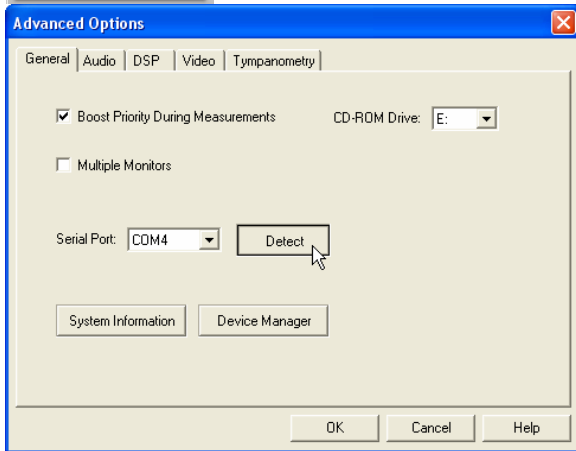 Advanced Options
General Audio DSP Video Tympanometry
Boost Priority During Measurements CD-ROM Drive: E:
Multiple Monitors
Serial Port: COM4 Detect
System Information Device Manager
OK Cancel Help